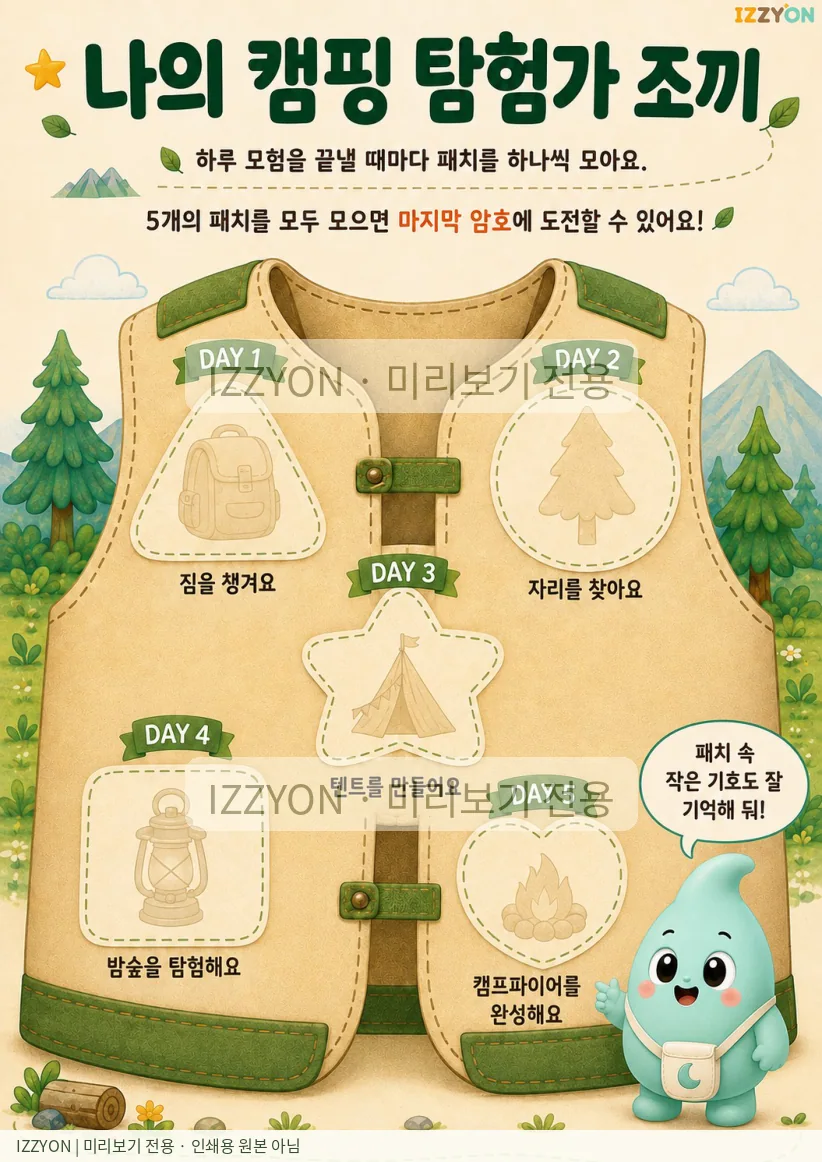 IZZYON
나의 캠핑 탐험가 조끼
하루 모험을 끝낼 때마다 패치를 하나씩 모아요.
5개의 패치를 모두 모으면 마지막 암호에 도전할 수 있어요!
DAY 1
DAY 2
IZZYON · 미리보기 전용
짐을 챙겨요
자리를 찾아요
DAY 3
텐트를 만들어요
DAY 4
DAY 5
IZZYON · 미리보기 전용
패치 속
작은 기호도 잘
기억해 둬!
밤숲을 탐험해요
캠프파이어를
완성해요
IZZYON | 미리보기 전용 · 인쇄용 원본 아님